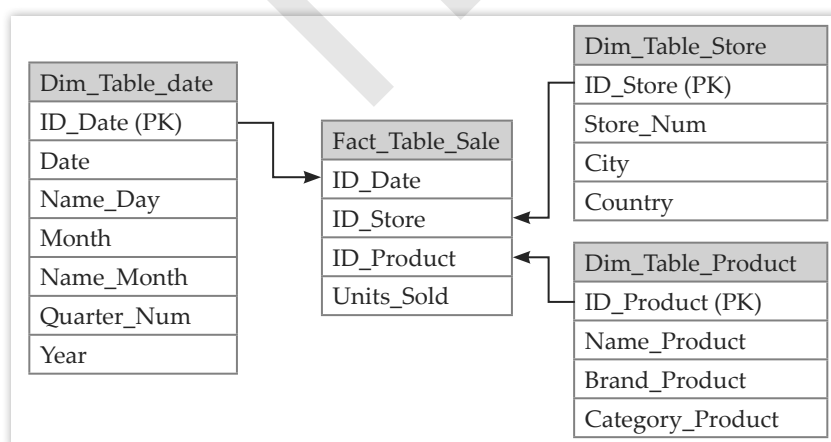 Dim_Table_date
ID_Date (PK)
Date
Name_Day
Month
Name_Month
Quarter_Num
Year
Fact_Table_Sale
ID_Date
ID_Store
ID_Product
Units_Sold
Dim_Table_Store
ID_Store (PK)
Store_Num
City
Country
Dim_Table_Product
ID_Product (PK)
Name_Product
Brand_Product
Category_Product